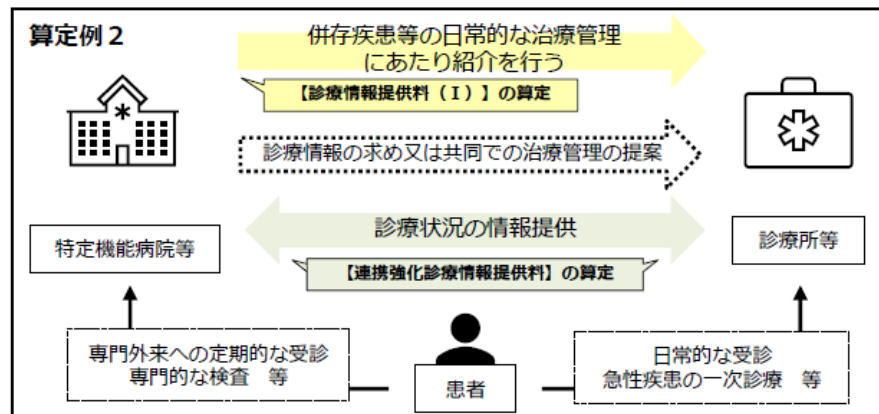 算定例2
併存疾患等の日常的な治療管理
にあたり紹介を行う
【診療情報提供料(Ⅰ)】の算定
診療情報の求め又は共同での治療管理の提案
診療状況の情報提供
特定機能病院等
診療所等
【連携強化診療情報提供料】の算定
専門外来への定期的な受診
専門的な検査 等
患者
日常的な受診
急性疾患の一次診療 等